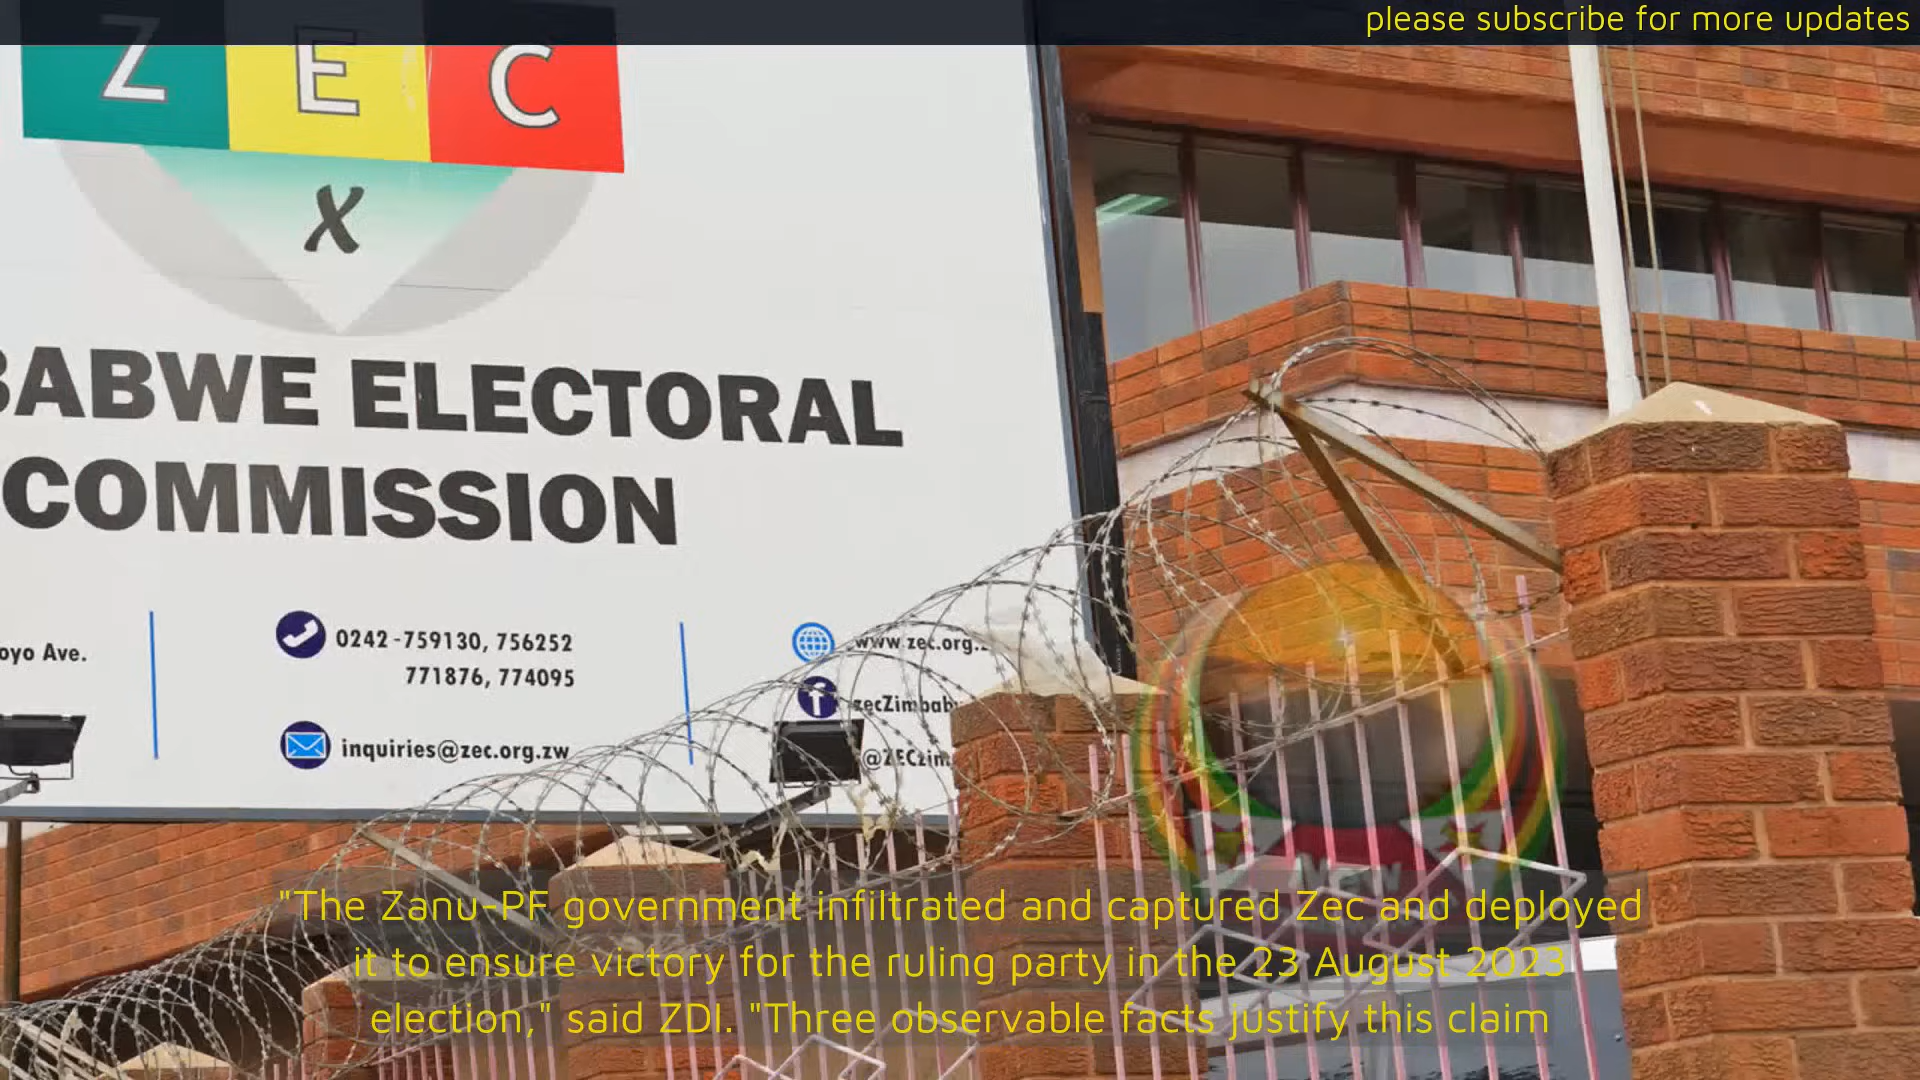 please subscribe for more updates
Z E C
X
BABWE ELECTORAL
COMMISSION
oyo Ave.
0242-759130, 756252
771876, 774095
inquiries@zec.org.zw
www.zec.org.
zecZimbab
@ZECzim
New
"The Zanu-PF government infiltrated and captured Zec and deployed
it to ensure victory for the ruling party in the 23 August 2023
election," said ZDI. "Three observable facts justify this claim